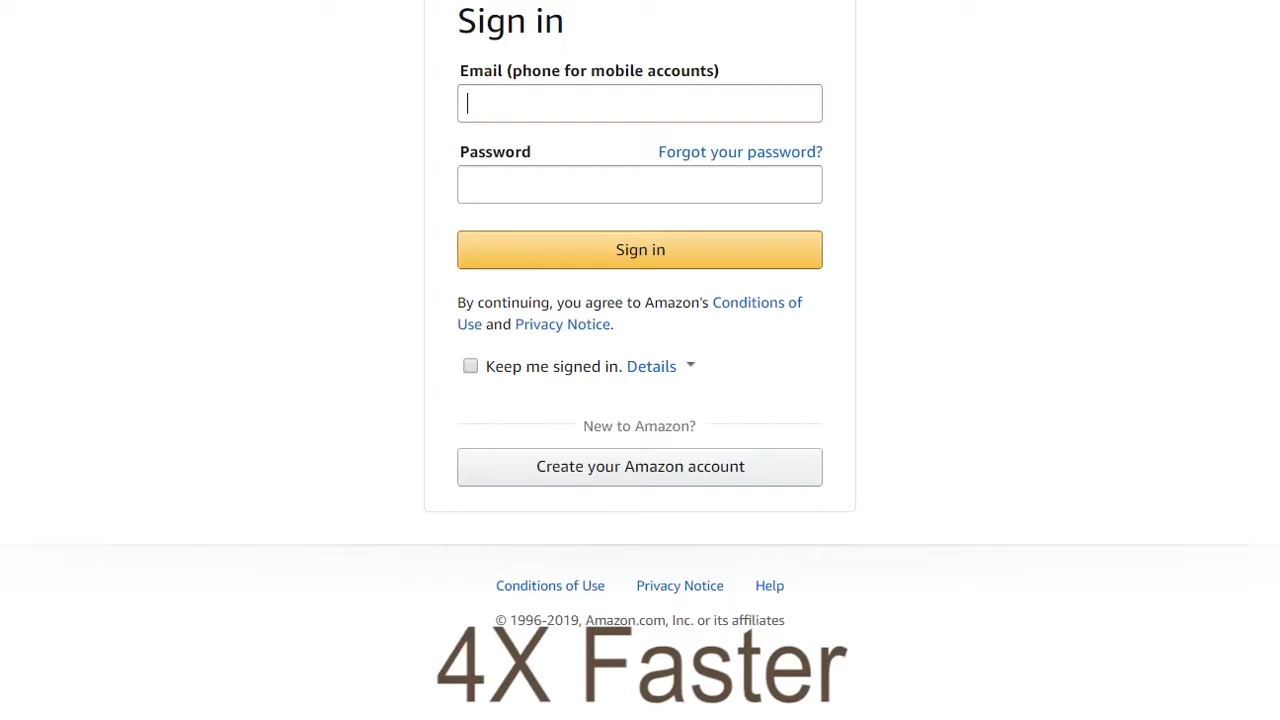 Sign in
Email (phone for mobile accounts)
Password Forgot your password?
Sign in
By continuing, you agree to Amazon's Conditions of
Use and Privacy Notice.
Keep me signed in. Details
New to Amazon?
Create your Amazon account
Conditions of Use Privacy Notice Help
© 1996-2019, Amazon.com, Inc. or its affiliates
4X Faster